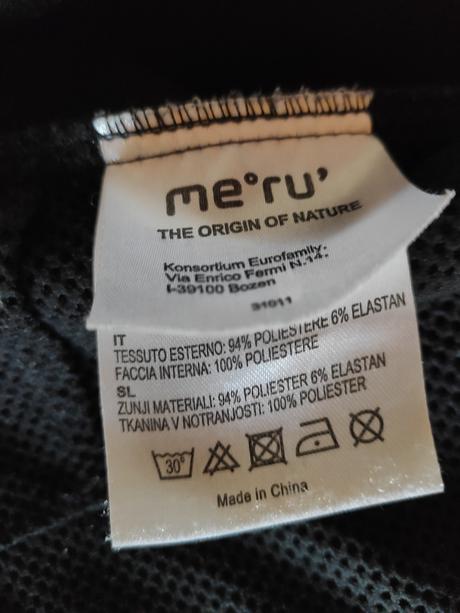 me°ru'
THE ORIGIN OF NATURE
Konsortium Eurofamily.
Via Enrico Fermi N.14.
I-39100 Bozen
31011
IT
TESSUTO ESTERNO: 94% POLIESTERE 6% ELASTAN
FACCIA INTERNA: 100% POLIESTERE
SL
ZUNJI MATERIALI: 94% POLIESTER 6% ELASTAN
TKANINA V NOTRANJOSTI: 100% POLIESTER
30°
Made in China